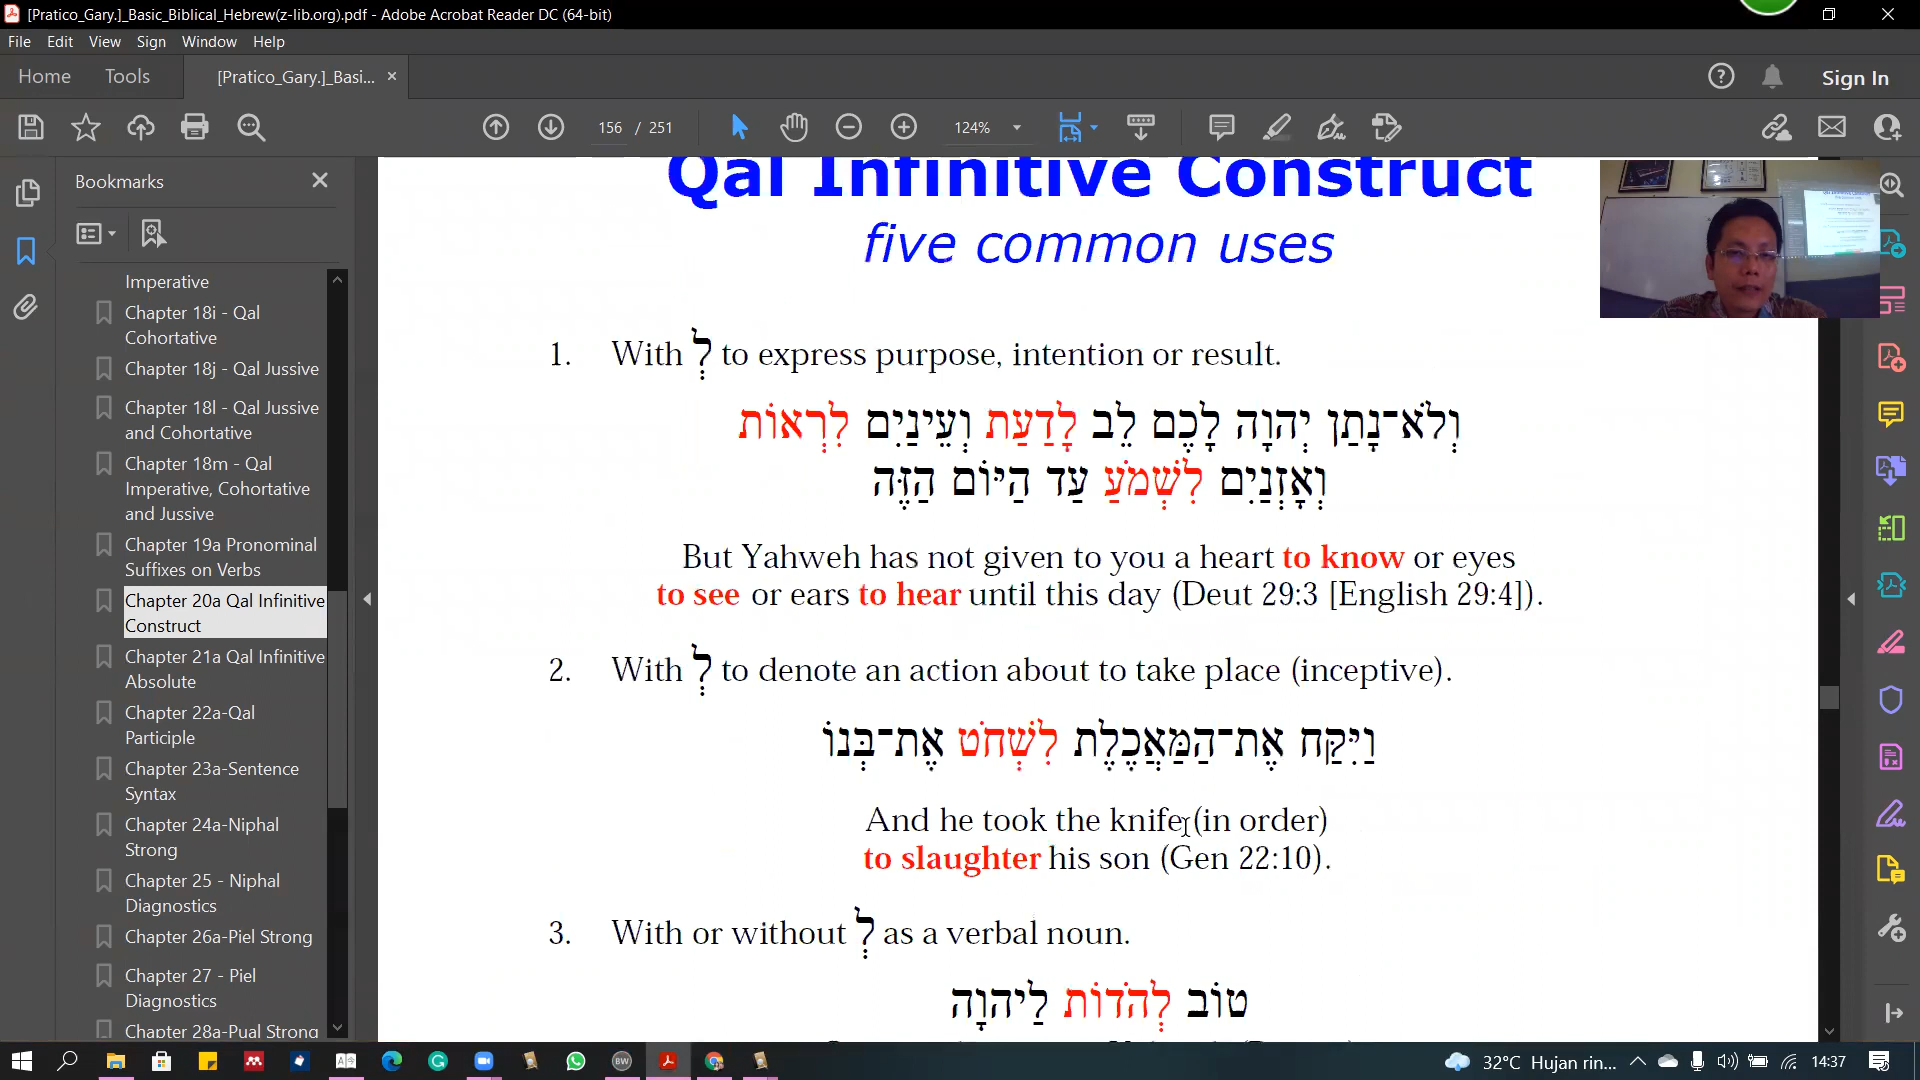 [Pratico_Gary.]_Basic_Biblical_Hebrew(z-lib.org).pdf - Adobe Acrobat Reader DC (64-bit)
File Edit View Sign Window Help
Home Tools [Pratico_Gary.]_Basi... × Sign In
156 / 251 124%
Bookmarks
Imperative
Chapter 18i - Qal
Cohortative
Chapter 18j - Qal Jussive
Chapter 18l - Qal Jussive
and Cohortative
Chapter 18m - Qal
Imperative, Cohortative
and Jussive
Chapter 19a Pronominal
Suffixes on Verbs
Chapter 20a Qal Infinitive
Construct
Chapter 21a Qal Infinitive
Absolute
Chapter 22a-Qal
Participle
Chapter 23a-Sentence
Syntax
Chapter 24a-Niphal
Strong
Chapter 25 - Niphal
Diagnostics
Chapter 26a-Piel Strong
Chapter 27 - Piel
Diagnostics
Chapter 28a-Pual Strong
Qal Infinitive Construct
five common uses
1. With לְ to express purpose, intention or result.
וְלֹא־נָתַן יְהוָה לָכֶם לֵב לָדַעַת וְעֵינַיִם לִרְאוֹת
וְאָזְנַיִם לִשְׁמֹעַ עַד הַיּוֹם הַזֶּה
But Yahweh has not given to you a heart to know or eyes
to see or ears to hear until this day (Deut 29:3 [English 29:4]).
2. With לְ to denote an action about to take place (inceptive).
וַיִּקַּח אֶת־הַמַּאֲכֶלֶת לִשְׁחֹט אֶת־בְּנוֹ
And he took the knife (in order)
to slaughter his son (Gen 22:10).
3. With or without לְ as a verbal noun.
טוֹב לְהֹדוֹת לַיהוָה
32°C Hujan rin... 14:37